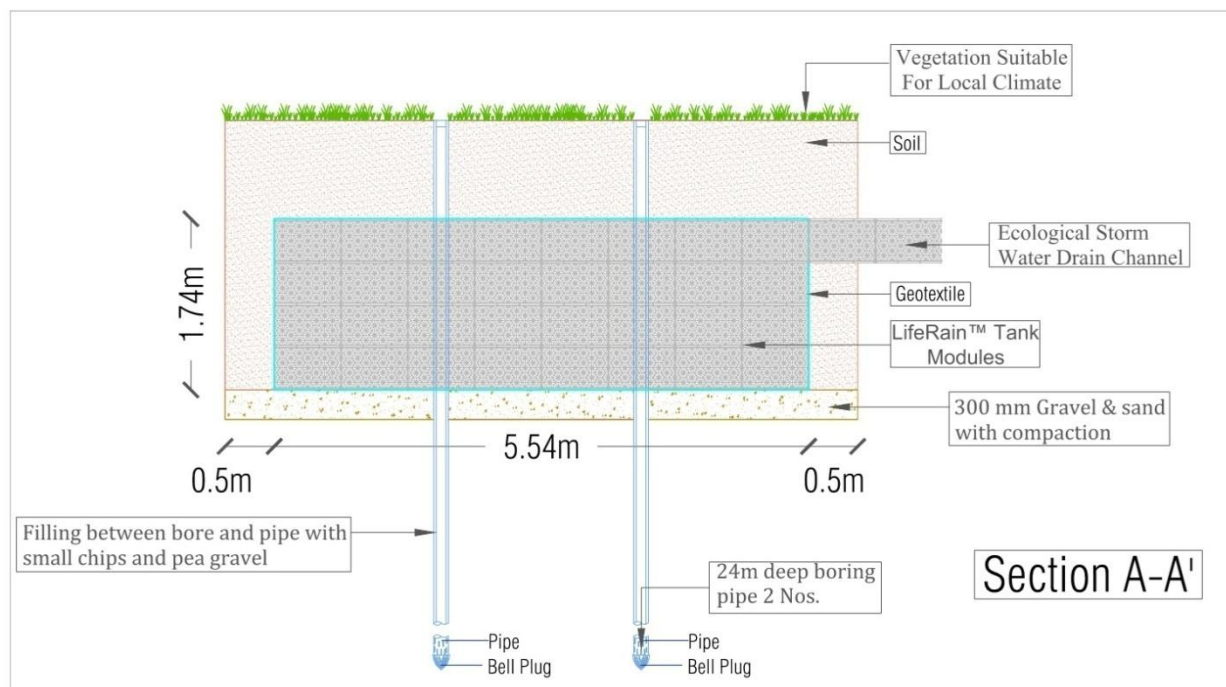 Vegetation Suitable
For Local Climate
Soil
Ecological Storm
Water Drain Channel
1.74m
Geotextile
LifeRain™ Tank
Modules
300 mm Gravel & sand
with compaction
0.5m
5.54m
0.5m
Filling between bore and pipe with
small chips and pea gravel
24m deep boring
pipe 2 Nos.
Section A-A'
Pipe
Bell Plug
Pipe
Bell Plug